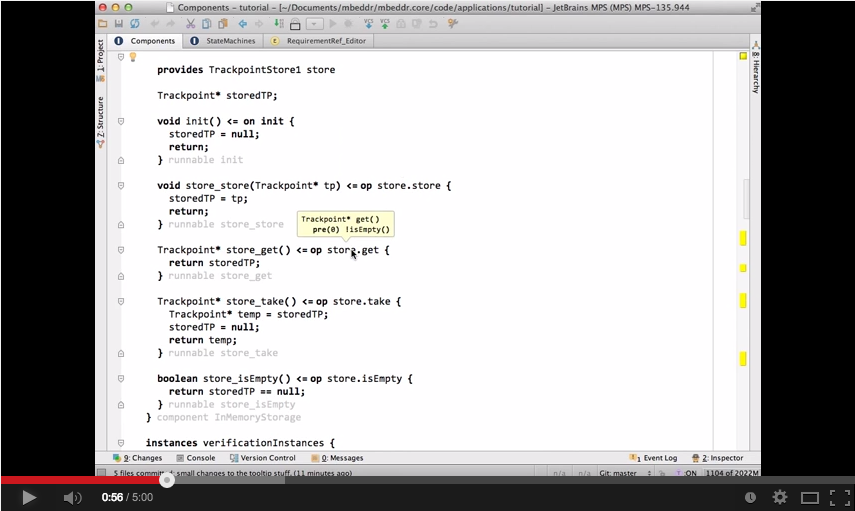 Components - tutorial - [~/Documents/mbeddr/mbeddr.core/code/applications/tutorial] - JetBrains MPS (MPS) MPS-135.944
Components
StateMachines
RequirementRef_Editor
1: Project
7: Structure
Hierarchy
provides TrackpointStore1 store
Trackpoint* storedTP;
void init() <= on init {
storedTP = null;
return;
} runnable init
void store_store(Trackpoint* tp) <= op store.store {
storedTP = tp;
return;
} runnable store_store
Trackpoint* get()
pre(0) !isEmpty()
Trackpoint* store_get() <= op store.get {
return storedTP;
} runnable store_get
Trackpoint* store_take() <= op store.take {
Trackpoint* temp = storedTP;
storedTP = null;
return temp;
} runnable store_take
boolean store_isEmpty() <= op store.isEmpty {
return storedTP == null;
} runnable store_isEmpty
} component InMemoryStorage
instances verificationInstances {
9: Changes Console Version Control 0: Messages 1 Event Log 2: Inspector
5 files committed: small changes to the tooltip stuff. (11 minutes ago) n/a n/a Git: master T :ON 1104 of 2022M
0:56 / 5:00